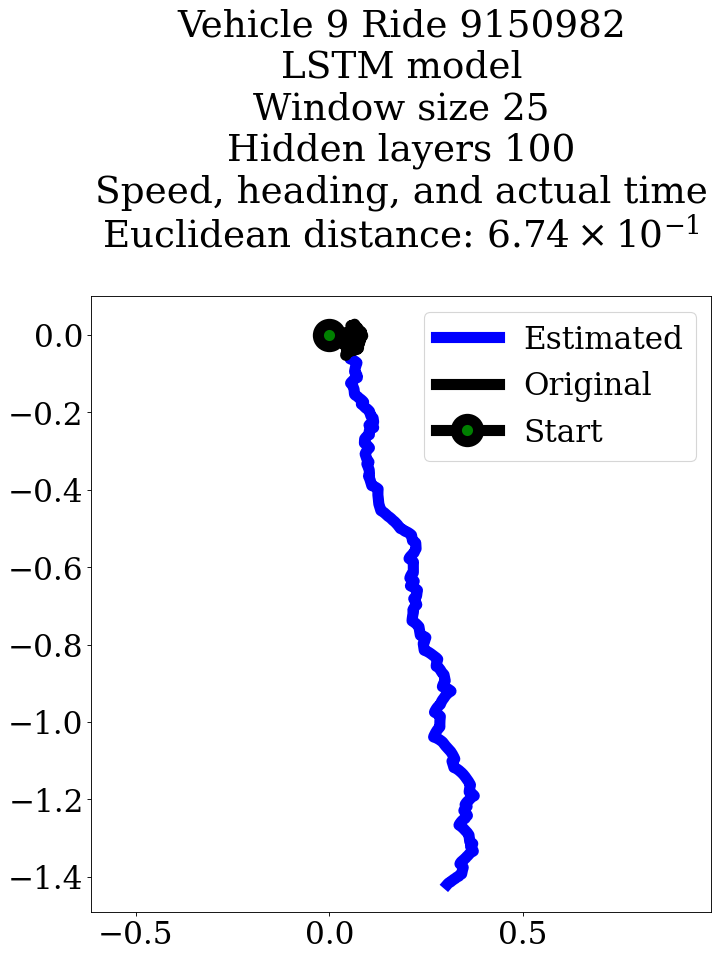 Vehicle 9 Ride 9150982
LSTM model
Window size 25
Hidden layers 100
Speed, heading, and actual time
Euclidean distance: 6.74 × 10⁻¹
Estimated
Original
Start
0.0
−0.2
−0.4
−0.6
−0.8
−1.0
−1.2
−1.4
−0.5 0.0 0.5